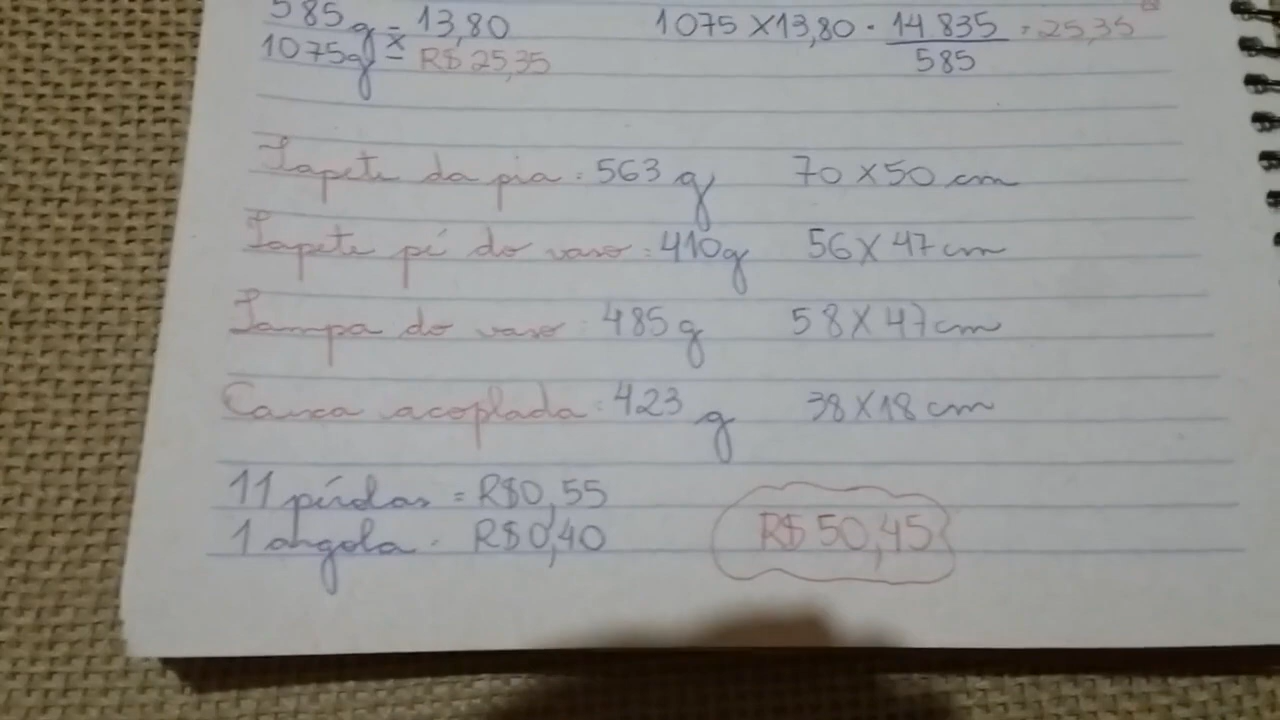 585g = 13,80 1075 X 13,80 = 14 835 = 25,35
1075g = R$ 25,35 585
x
Tapete da pia: 563 g 70 X 50 cm
Tapete pé do vaso: 410g 56 X 47 cm
Tampa do vaso: 485 g 58 X 47 cm
Caixa acoplada: 423 g 38 X 18 cm
11 pérolas = R$0,55
1 argola = R$0,40 R$ 50,45